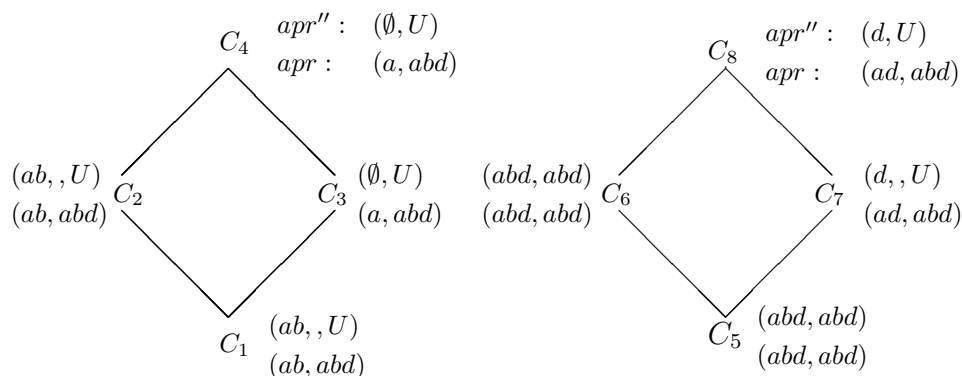 C₄ apr″ : (∅, U)
apr : (a, abd)
C₈ apr″ : (d, U)
apr : (ad, abd)
(ab, , U)
C₂
(ab, abd)
(∅, U)
C₃
(a, abd)
(abd, abd)
C₆
(abd, abd)
(d, , U)
C₇
(ad, abd)
C₁ (ab, , U)
(ab, abd)
C₅ (abd, abd)
(abd, abd)